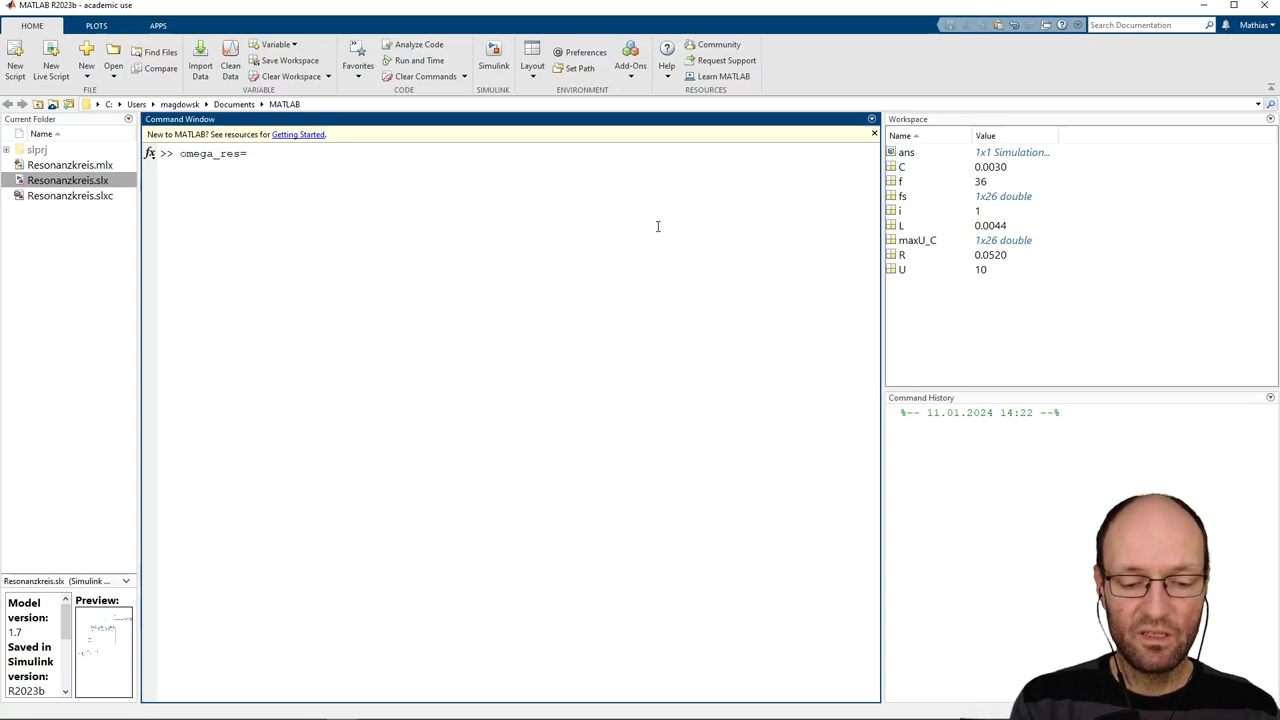 MATLAB R2023b - academic use
HOME PLOTS APPS
Search Documentation
Mathias
New Script
New Live Script
New
Open
Find Files
Compare
Import Data
Clean Data
Variable
Save Workspace
Clear Workspace
Favorites
Analyze Code
Run and Time
Clear Commands
Simulink
Layout
Preferences
Set Path
Add-Ons
Help
Community
Request Support
Learn MATLAB
FILE VARIABLE CODE SIMULINK ENVIRONMENT RESOURCES
C: Users magdowsk Documents MATLAB
Current Folder
Name
slprj
Resonanzkreis.mlx
Resonanzkreis.slx
Resonanzkreis.slxc
Resonanzkreis.slx (Simulink ...
Model version:
1.7
Saved in Simulink version:
R2023b
Preview:
Command Window
New to MATLAB? See resources for Getting Started.
fx >> omega_res=
Workspace
Name Value
ans 1x1 Simulation...
C 0.0030
f 36
fs 1x26 double
i 1
L 0.0044
maxU_C 1x26 double
R 0.0520
U 10
Command History
%-- 11.01.2024 14:22 --%